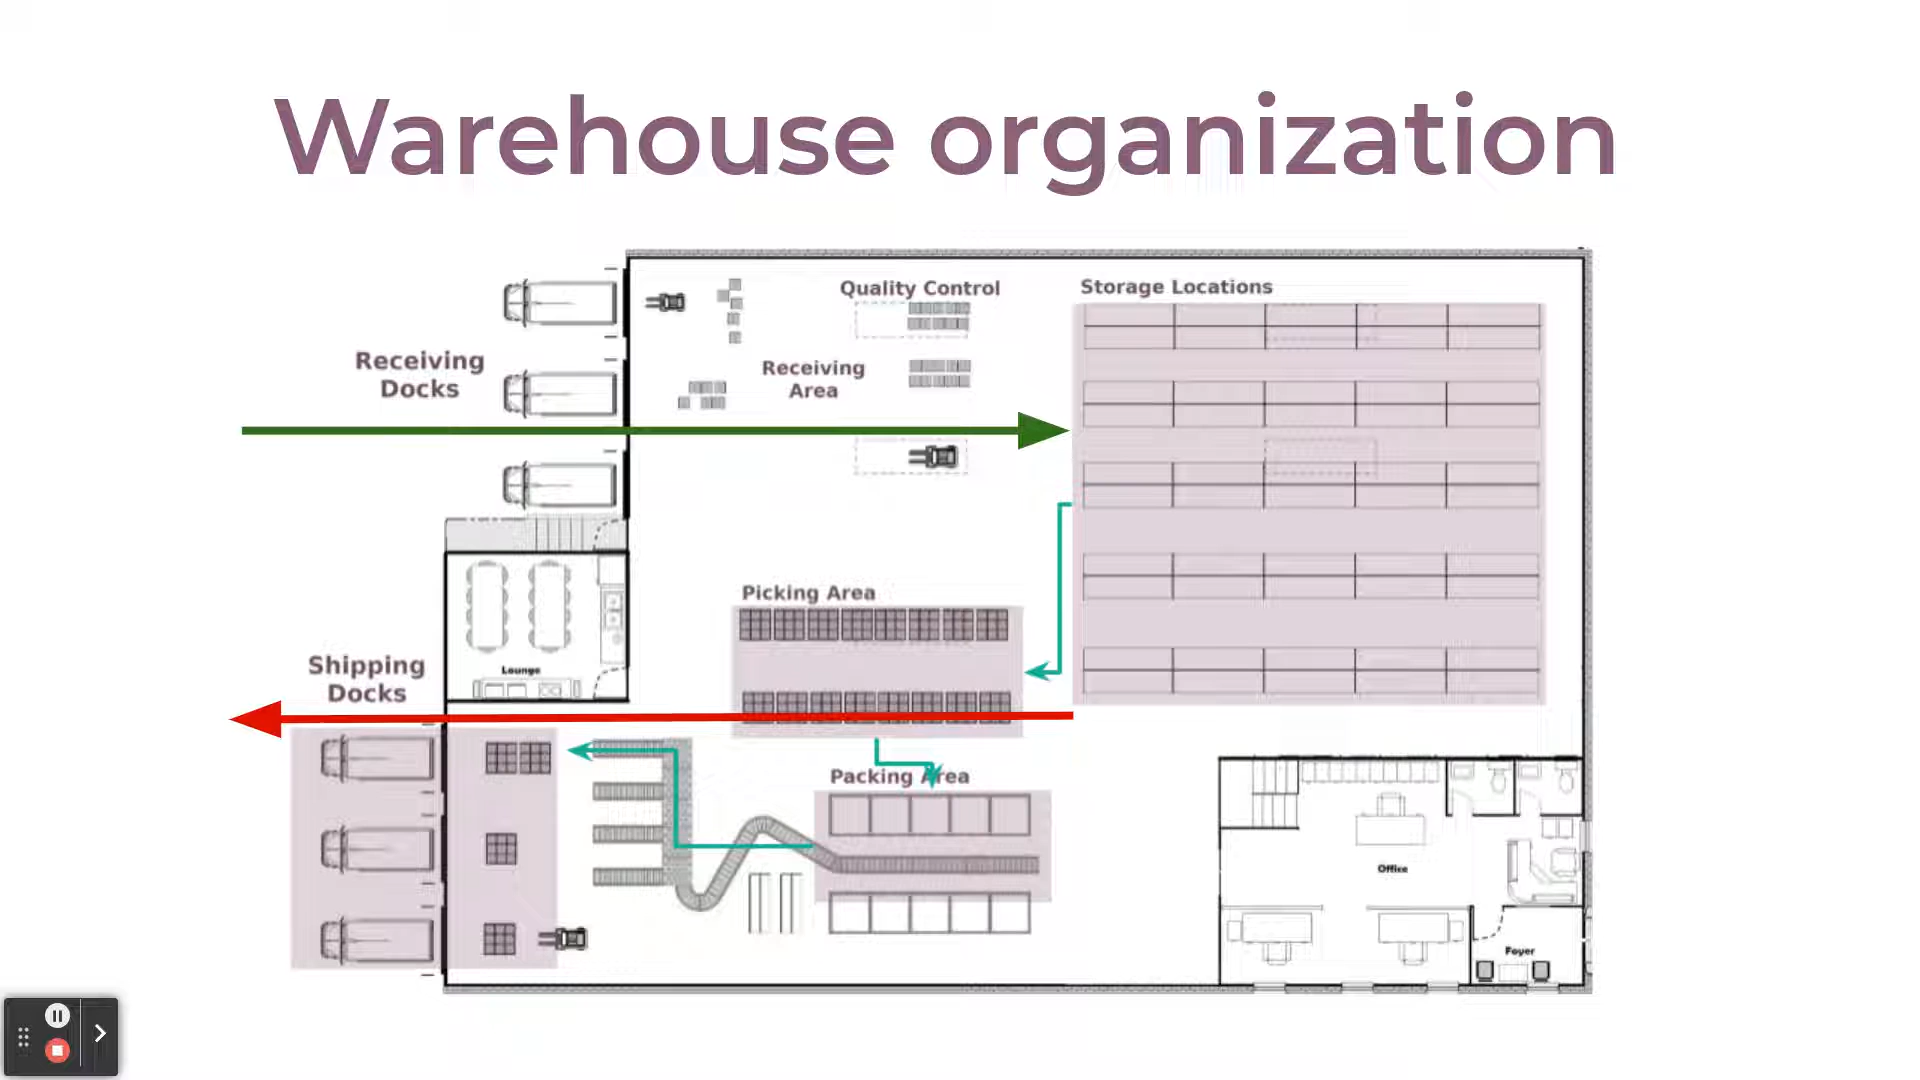 Warehouse organization
Quality Control
Storage Locations
Receiving
Docks
Receiving
Area
Picking Area
Lounge
Shipping
Docks
Packing Area
Office
Foyer